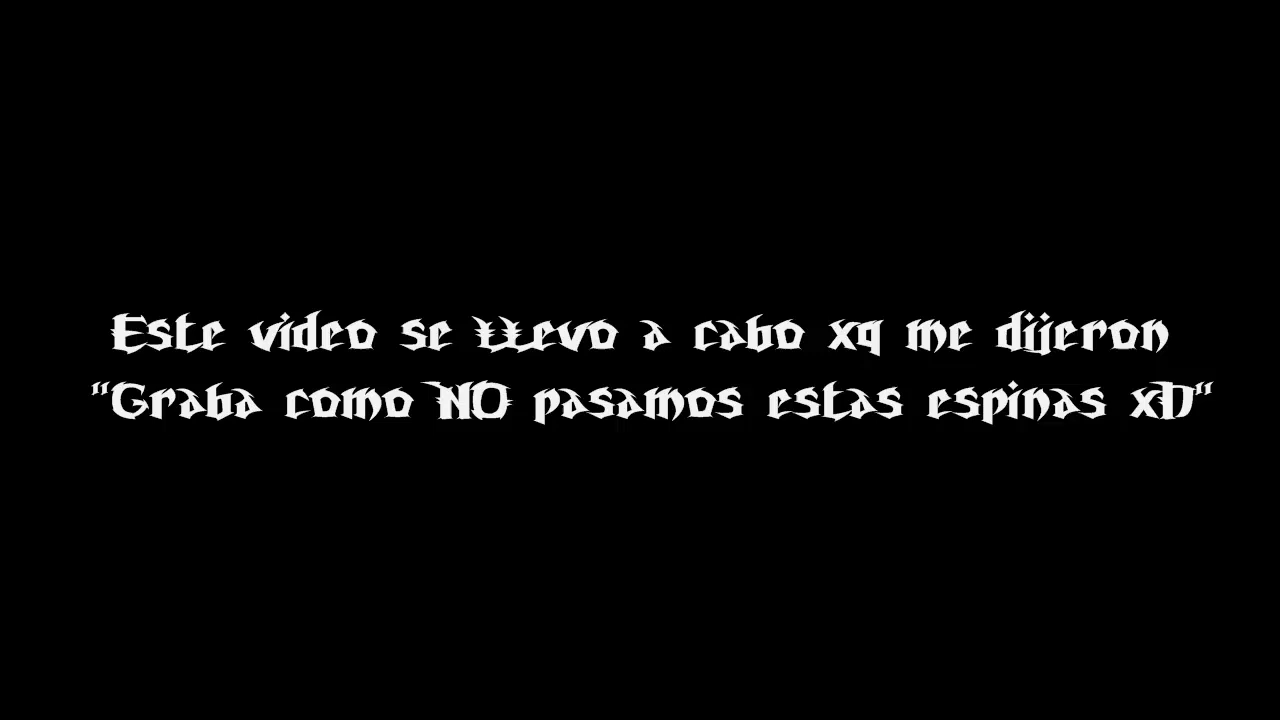 Este video se llevo a cabo xq me dijeron
"Graba como NO pasamos estas espinas xD"